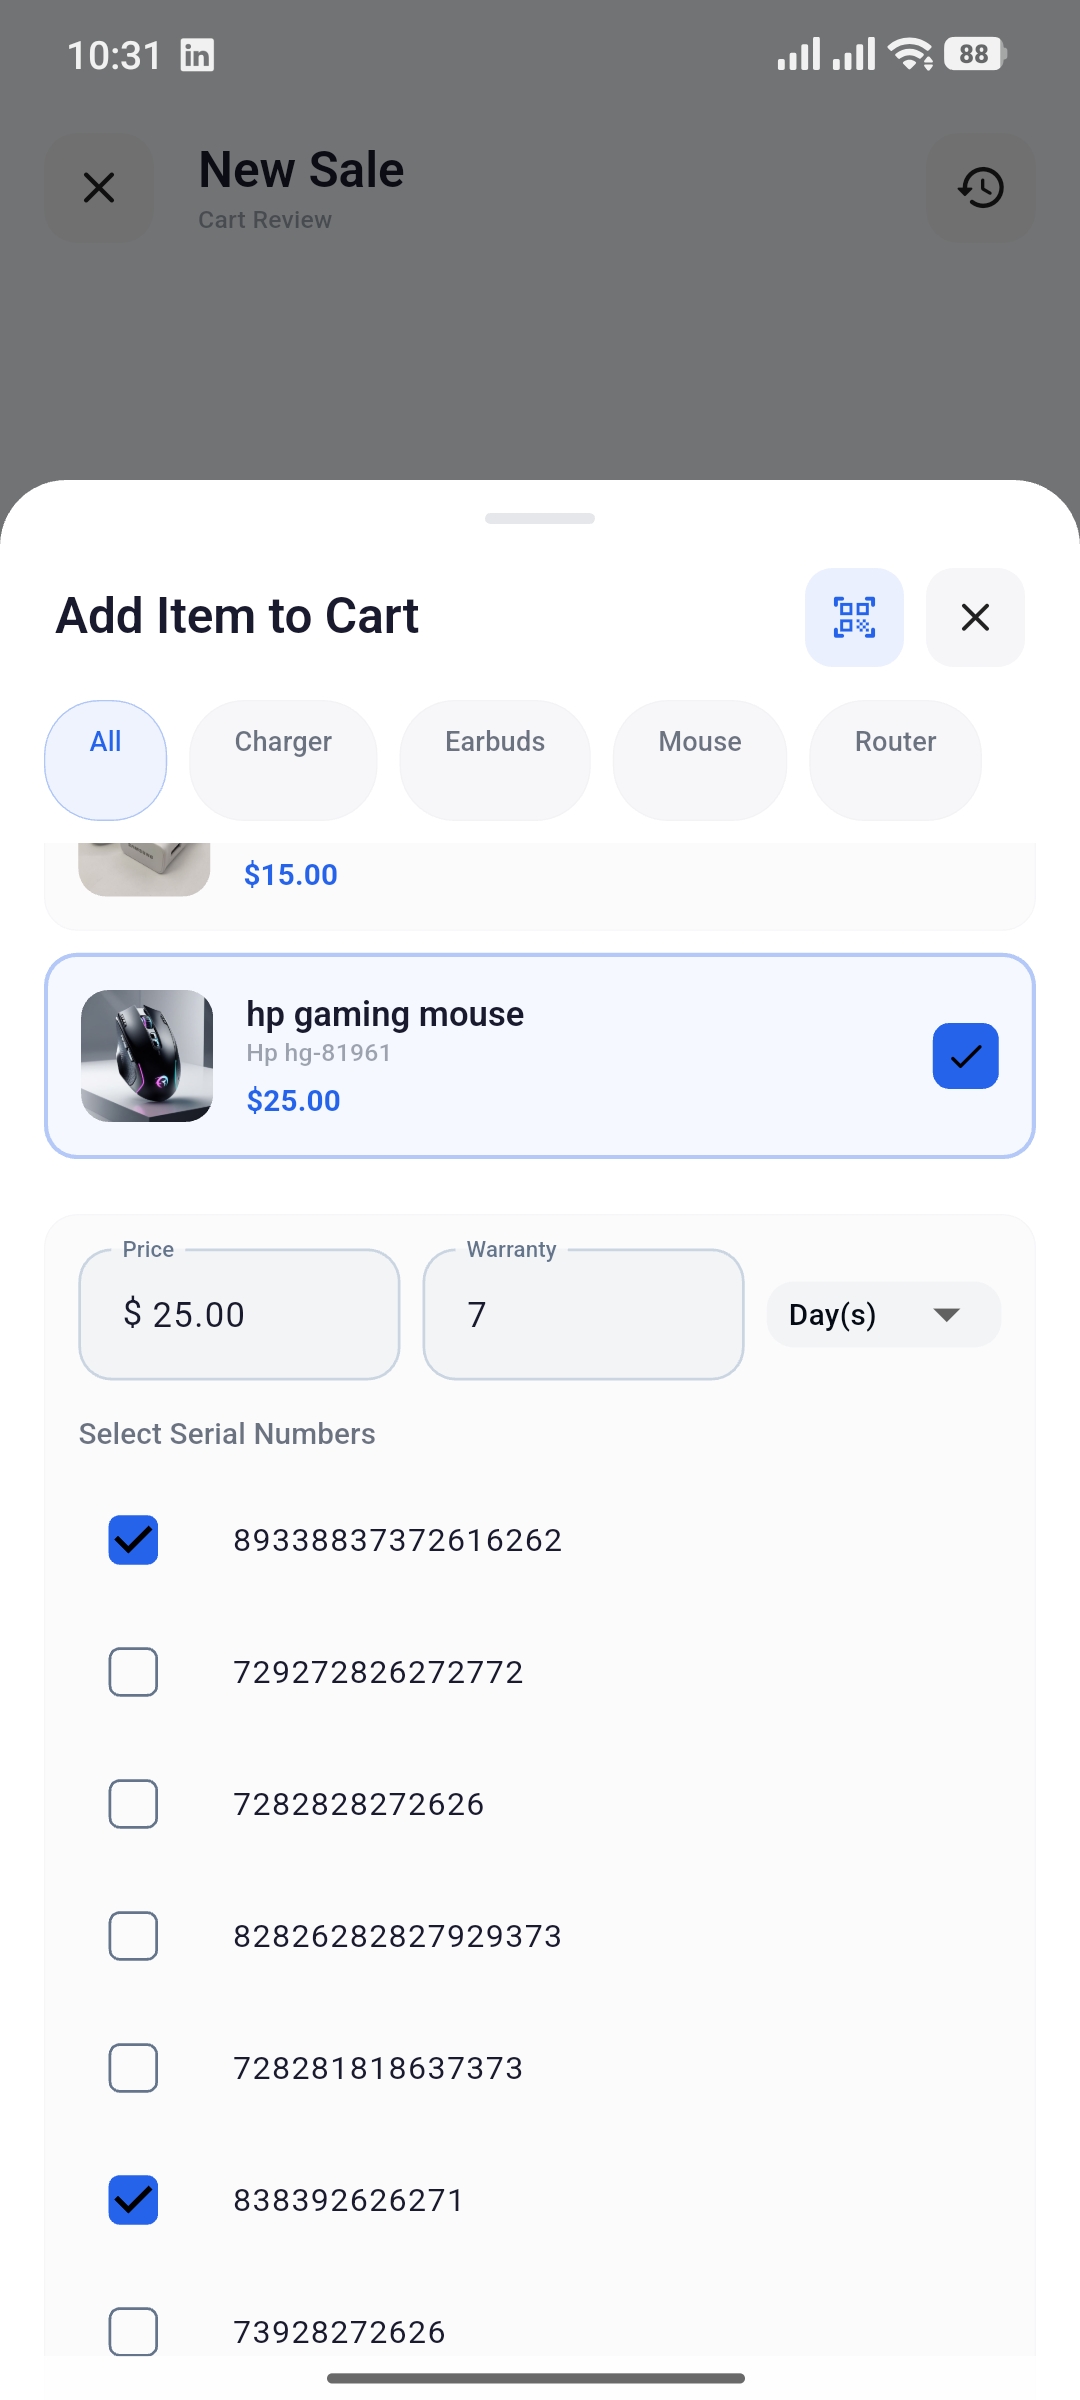 10:31
88
New Sale
Cart Review
Add Item to Cart
All
Charger
Earbuds
Mouse
Router
$15.00
hp gaming mouse
Hp hg-81961
$25.00
Price
$ 25.00
Warranty
7
Day(s)
Select Serial Numbers
89338837372616262
729272826272772
7282828272626
82826282827929373
728281818637373
838392626271
73928272626